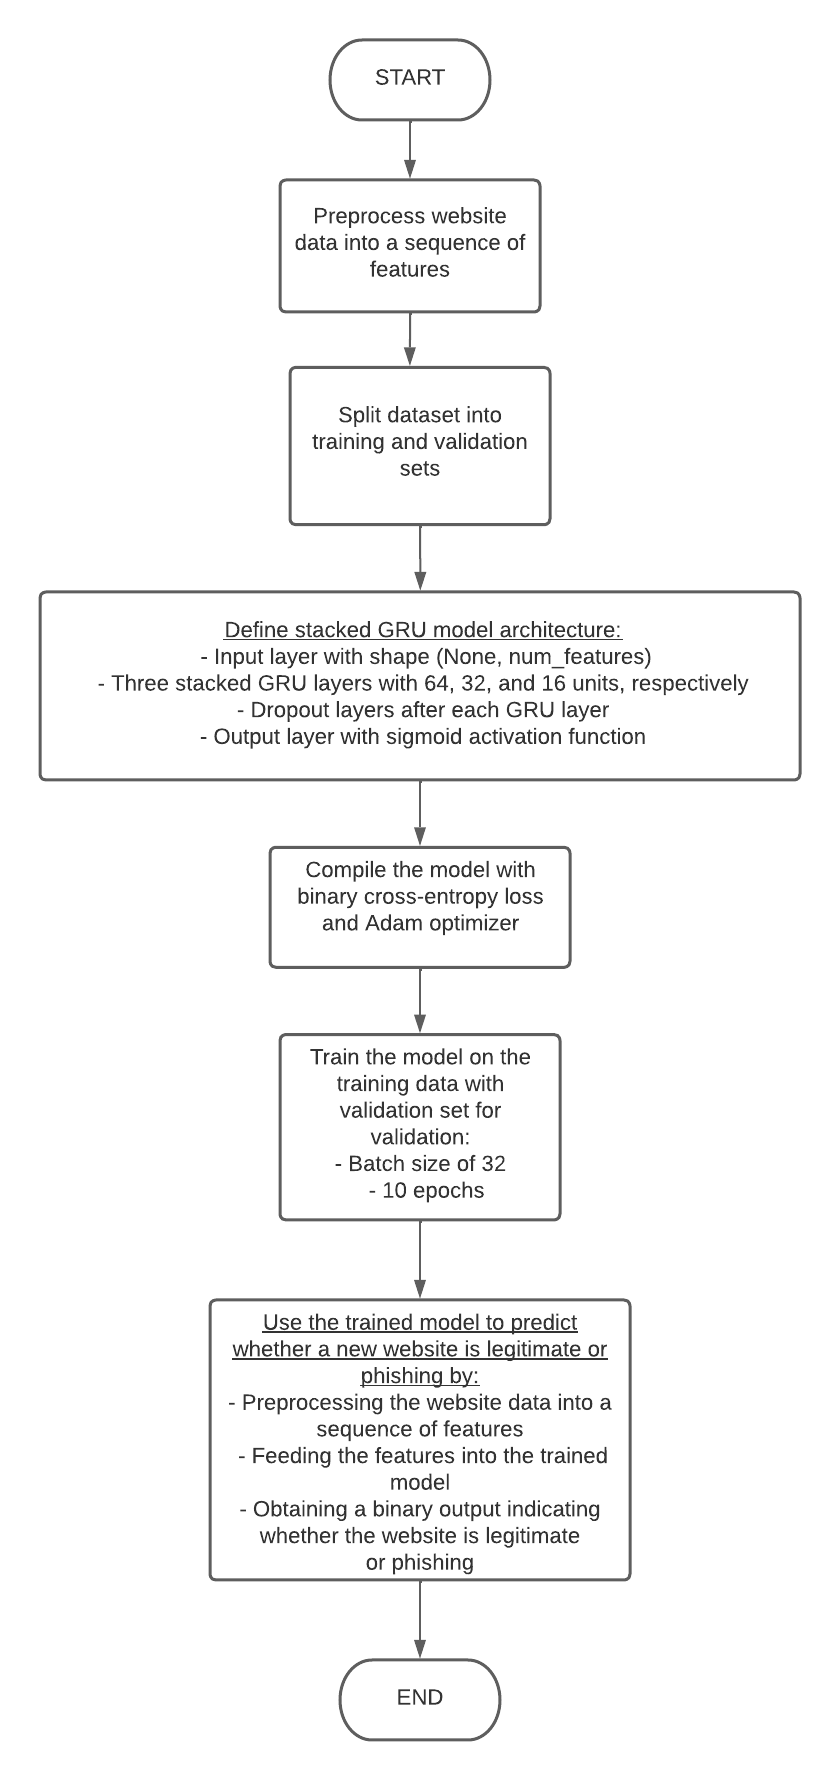 START
Preprocess website
data into a sequence of
features
Split dataset into
training and validation
sets
Define stacked GRU model architecture:
- Input layer with shape (None, num_features)
- Three stacked GRU layers with 64, 32, and 16 units, respectively
- Dropout layers after each GRU layer
- Output layer with sigmoid activation function
Compile the model with
binary cross-entropy loss
and Adam optimizer
Train the model on the
training data with
validation set for
validation:
- Batch size of 32
- 10 epochs
Use the trained model to predict
whether a new website is legitimate or
phishing by:
- Preprocessing the website data into a
sequence of features
- Feeding the features into the trained
model
- Obtaining a binary output indicating
whether the website is legitimate
or phishing
END